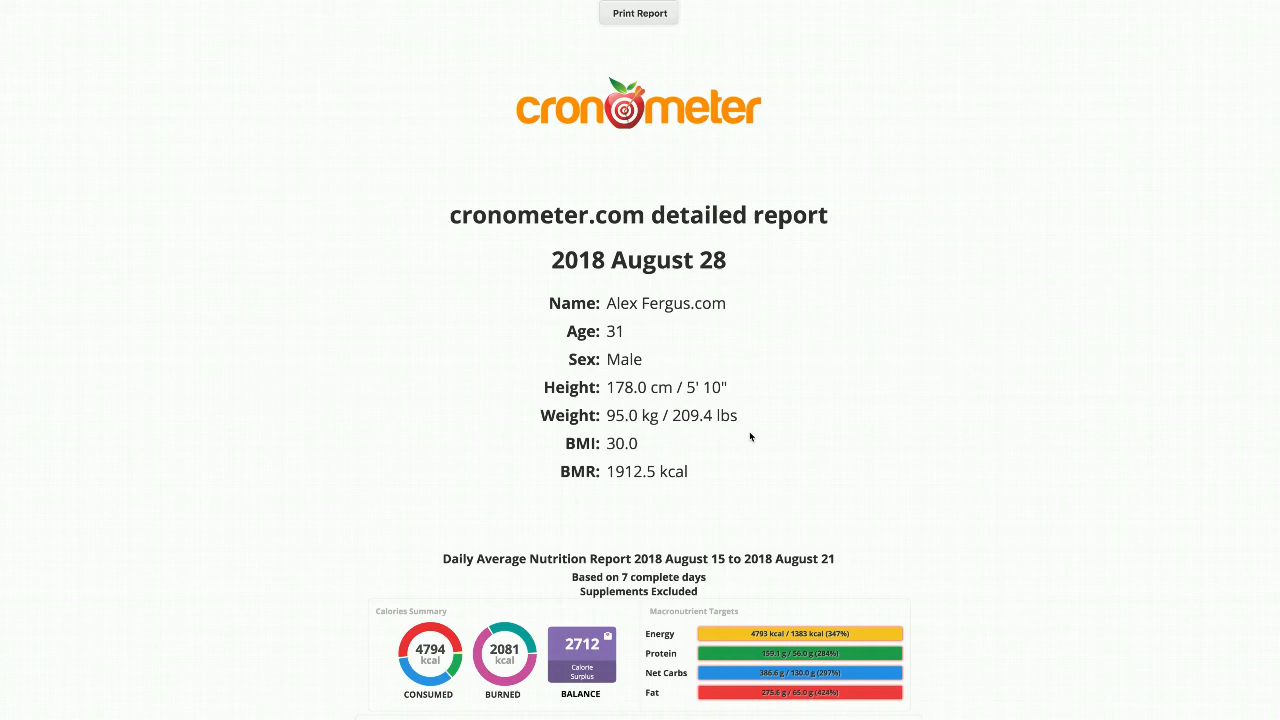 Print Report
cronometer
cronometer.com detailed report
2018 August 28
Name: Alex Fergus.com
Age: 31
Sex: Male
Height: 178.0 cm / 5' 10"
Weight: 95.0 kg / 209.4 lbs
BMI: 30.0
BMR: 1912.5 kcal
Daily Average Nutrition Report 2018 August 15 to 2018 August 21
Based on 7 complete days
Supplements Excluded
Calories Summary
4794
kcal
CONSUMED
2081
kcal
BURNED
2712
Calorie
Surplus
BALANCE
Macronutrient Targets
Energy 4793 kcal / 1383 kcal (347%)
Protein 159.1 g / 56.0 g (284%)
Net Carbs 386.6 g / 130.0 g (297%)
Fat 275.6 g / 65.0 g (424%)